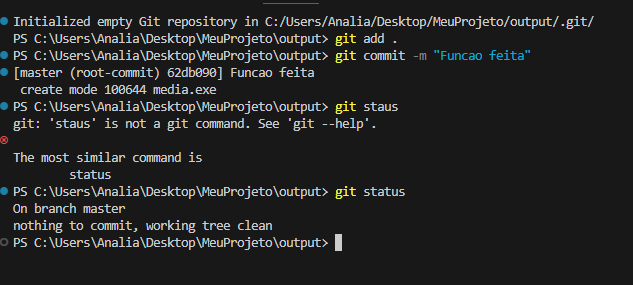 Initialized empty Git repository in C:/Users/Analia/Desktop/MeuProjeto/output/.git/
PS C:\Users\Analia\Desktop\MeuProjeto\output> git add .
PS C:\Users\Analia\Desktop\MeuProjeto\output> git commit -m "Funcao feita"
[master (root-commit) 62db090] Funcao feita
 create mode 100644 media.exe
PS C:\Users\Analia\Desktop\MeuProjeto\output> git staus
git: 'staus' is not a git command. See 'git --help'.
The most similar command is
        status
PS C:\Users\Analia\Desktop\MeuProjeto\output> git status
On branch master
nothing to commit, working tree clean
PS C:\Users\Analia\Desktop\MeuProjeto\output>